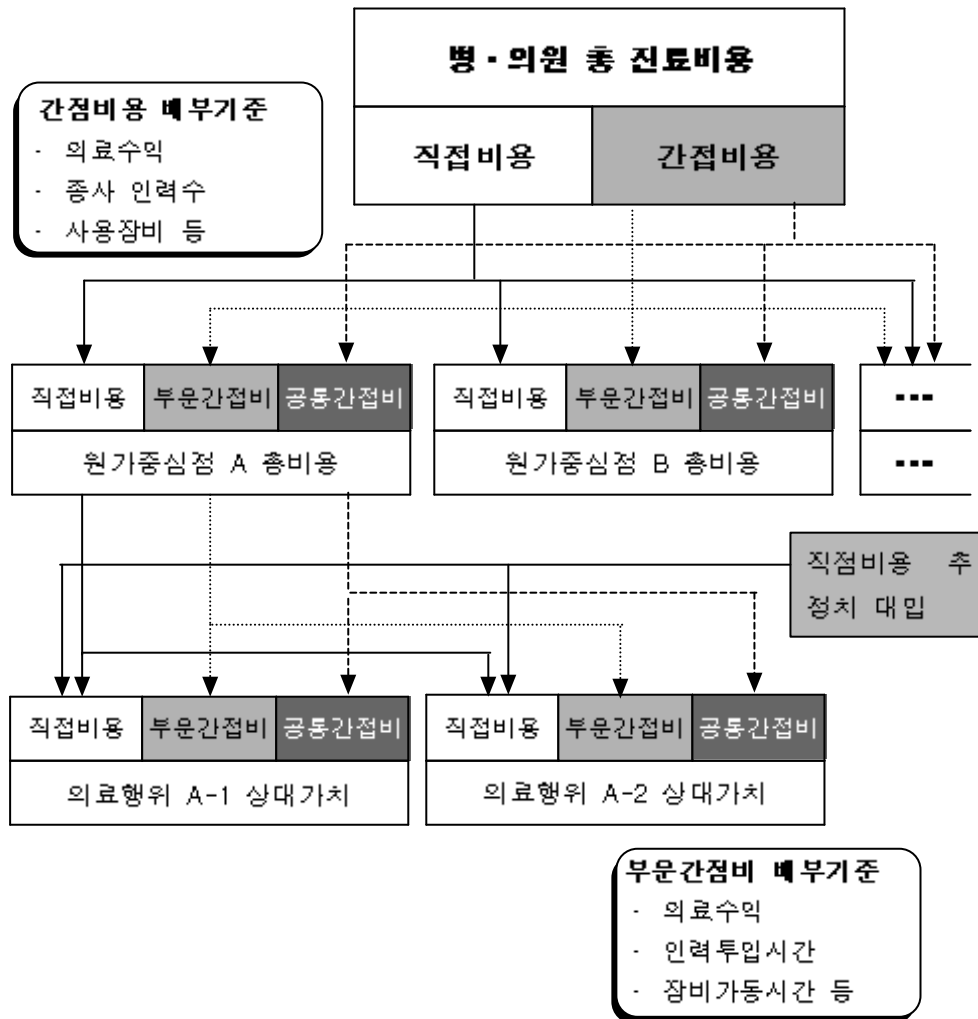 병·의원 총 진료비용
간접비용 배부기준
- 의료수익
- 종사 인력수
- 사용장비 등
직접비용 간접비용
직접비용 부문간접비 공통간접비
원가중심점 A 총비용
직접비용 부문간접비 공통간접비
원가중심점 B 총비용
...
...
직접비용 추
정치 대입
직접비용 부문간접비 공통간접비
의료행위 A-1 상대가치
직접비용 부문간접비 공통간접비
의료행위 A-2 상대가치
부문간접비 배부기준
- 의료수익
- 인력투입시간
- 장비가동시간 등